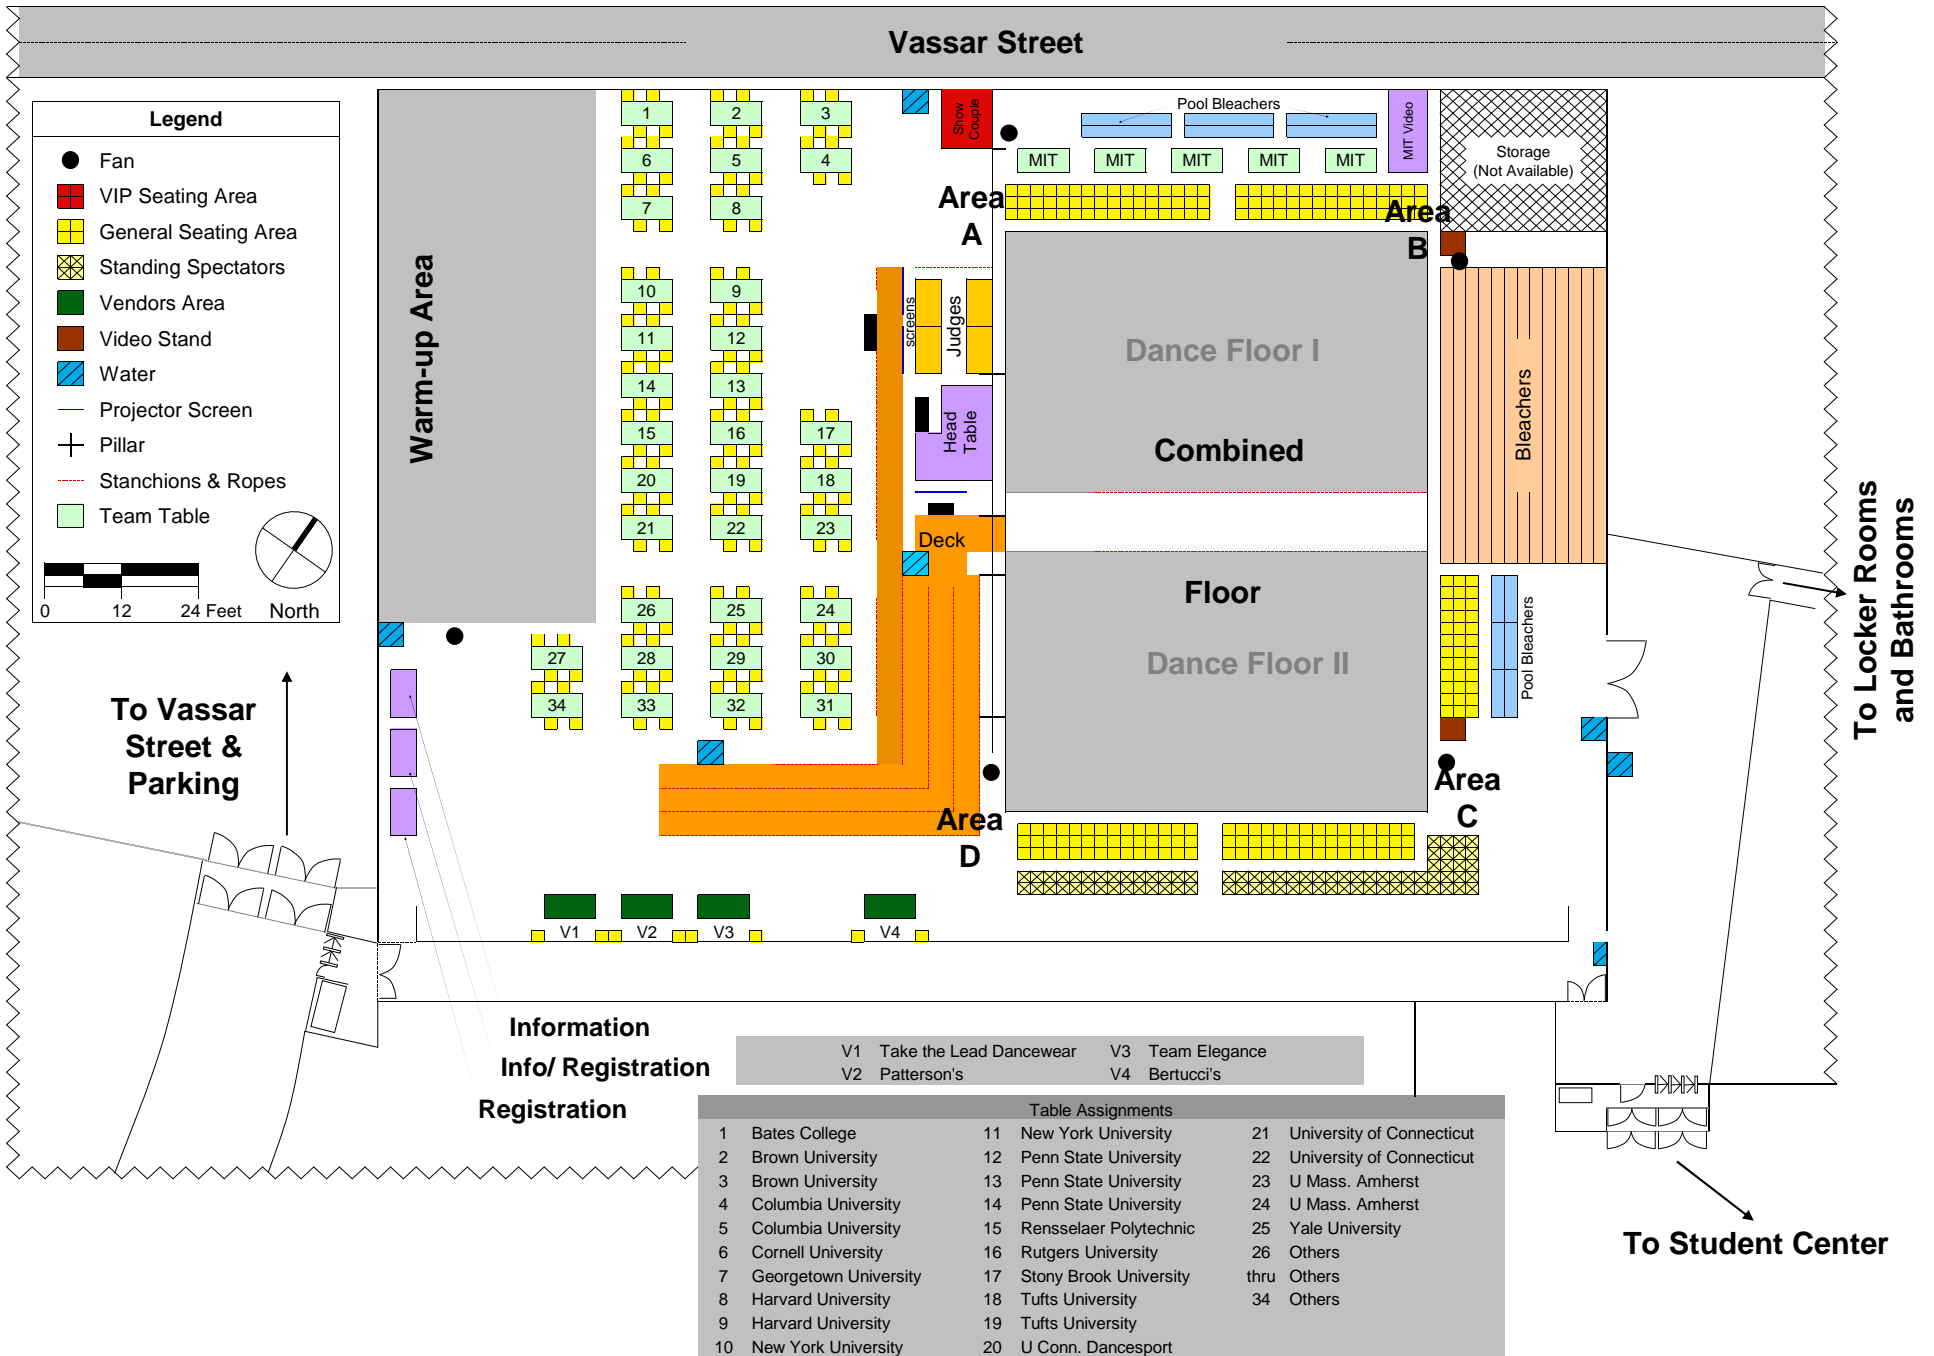 Vassar Street
Legend
Fan
VIP Seating Area
General Seating Area
Standing Spectators
Vendors Area
Video Stand
Water
Projector Screen
Pillar
Stanchions & Ropes
Team Table
0 12 24 Feet
North
Warm-up Area
1 2 3
6 5 4
7 8
10 9
11 12
14 13
15 16 17
20 19 18
21 22 23
26 25 24
27 28 29 30
34 33 32 31
Show
Couple
Pool Bleachers
MIT Video
MIT MIT MIT MIT MIT
Storage
(Not Available)
Area
A
Area
B
screens
Judges
Head
Table
Deck
Dance Floor I
Combined
Floor
Dance Floor II
Bleachers
Pool Bleachers
Area
C
Area
D
To Locker Rooms
and Bathrooms
To Vassar
Street &
Parking
V1 V2 V3 V4
Information
Info/ Registration
Registration
V1 Take the Lead Dancewear V3 Team Elegance
V2 Patterson's V4 Bertucci's
Table Assignments
1 Bates College 11 New York University 21 University of Connecticut
2 Brown University 12 Penn State University 22 University of Connecticut
3 Brown University 13 Penn State University 23 U Mass. Amherst
4 Columbia University 14 Penn State University 24 U Mass. Amherst
5 Columbia University 15 Rensselaer Polytechnic 25 Yale University
6 Cornell University 16 Rutgers University 26 Others
7 Georgetown University 17 Stony Brook University thru Others
8 Harvard University 18 Tufts University 34 Others
9 Harvard University 19 Tufts University
10 New York University 20 U Conn. Dancesport
To Student Center